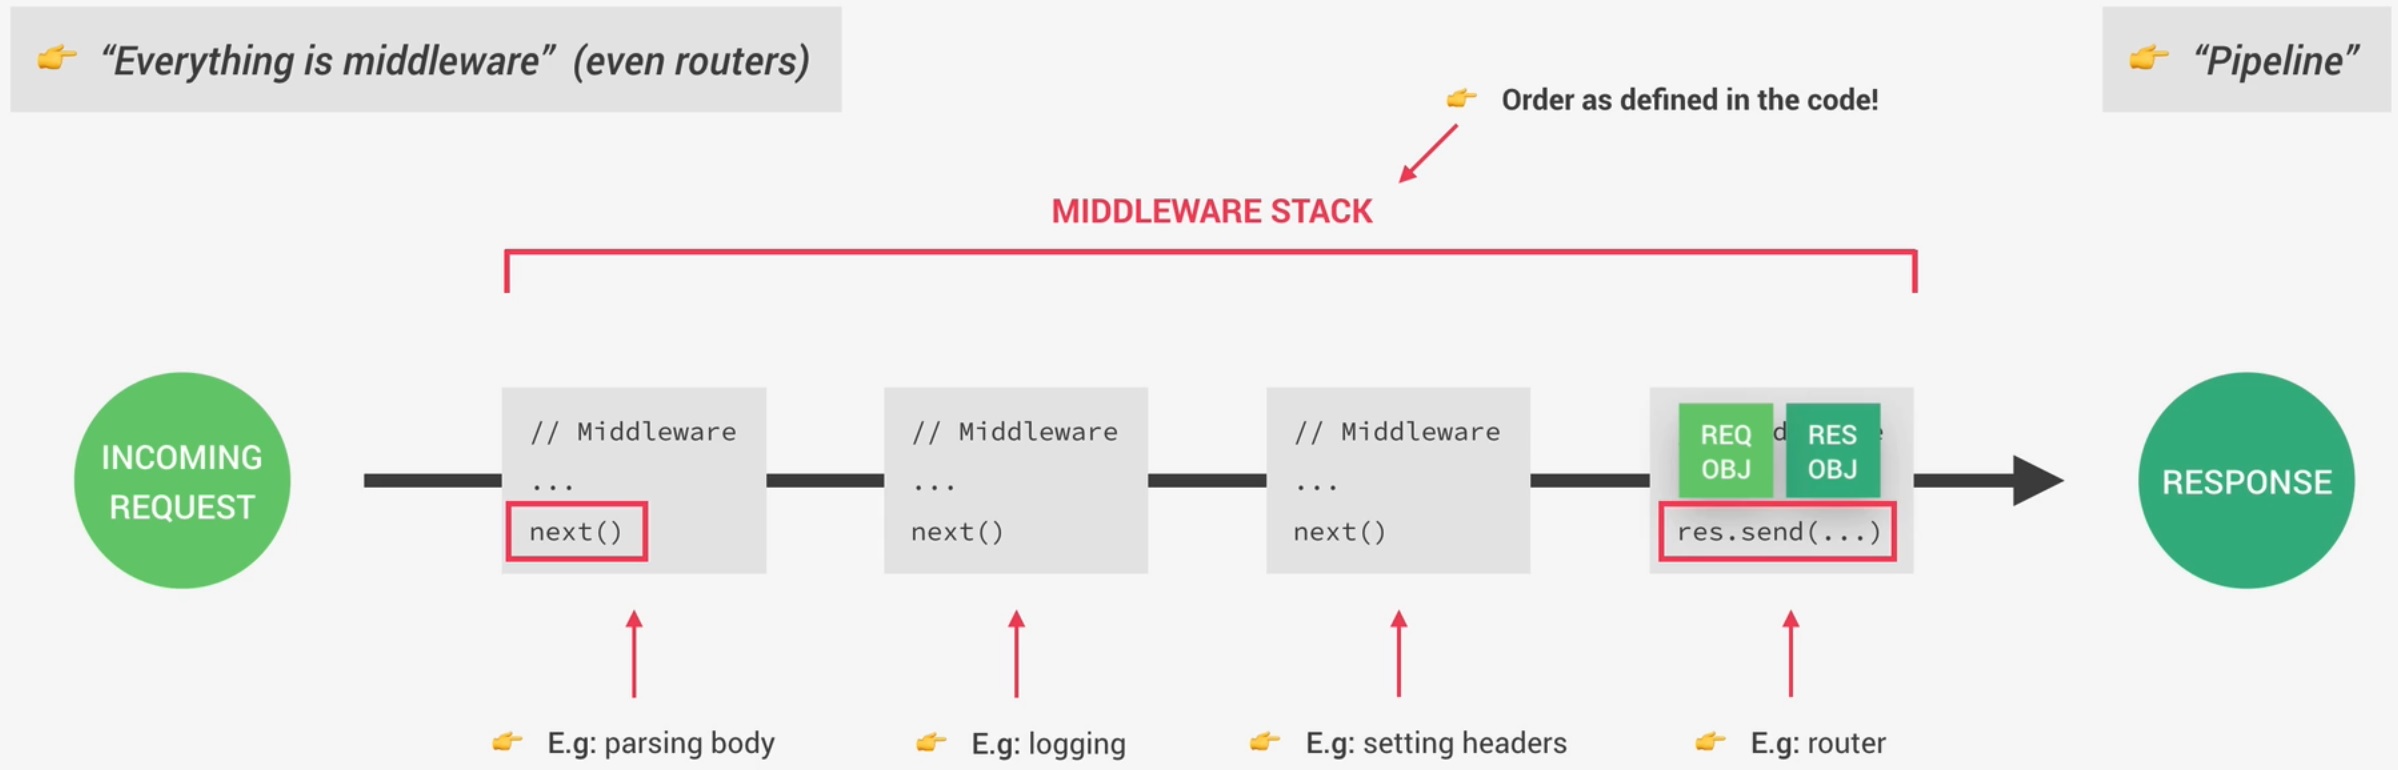 👉 “Everything is middleware” (even routers)
👉 “Pipeline”
👉 Order as defined in the code!
MIDDLEWARE STACK
INCOMING
REQUEST
// Middleware
...
next()
// Middleware
...
next()
// Middleware
...
next()
REQ
OBJ
RES
OBJ
res.send(...)
RESPONSE
👉 E.g: parsing body
👉 E.g: logging
👉 E.g: setting headers
👉 E.g: router